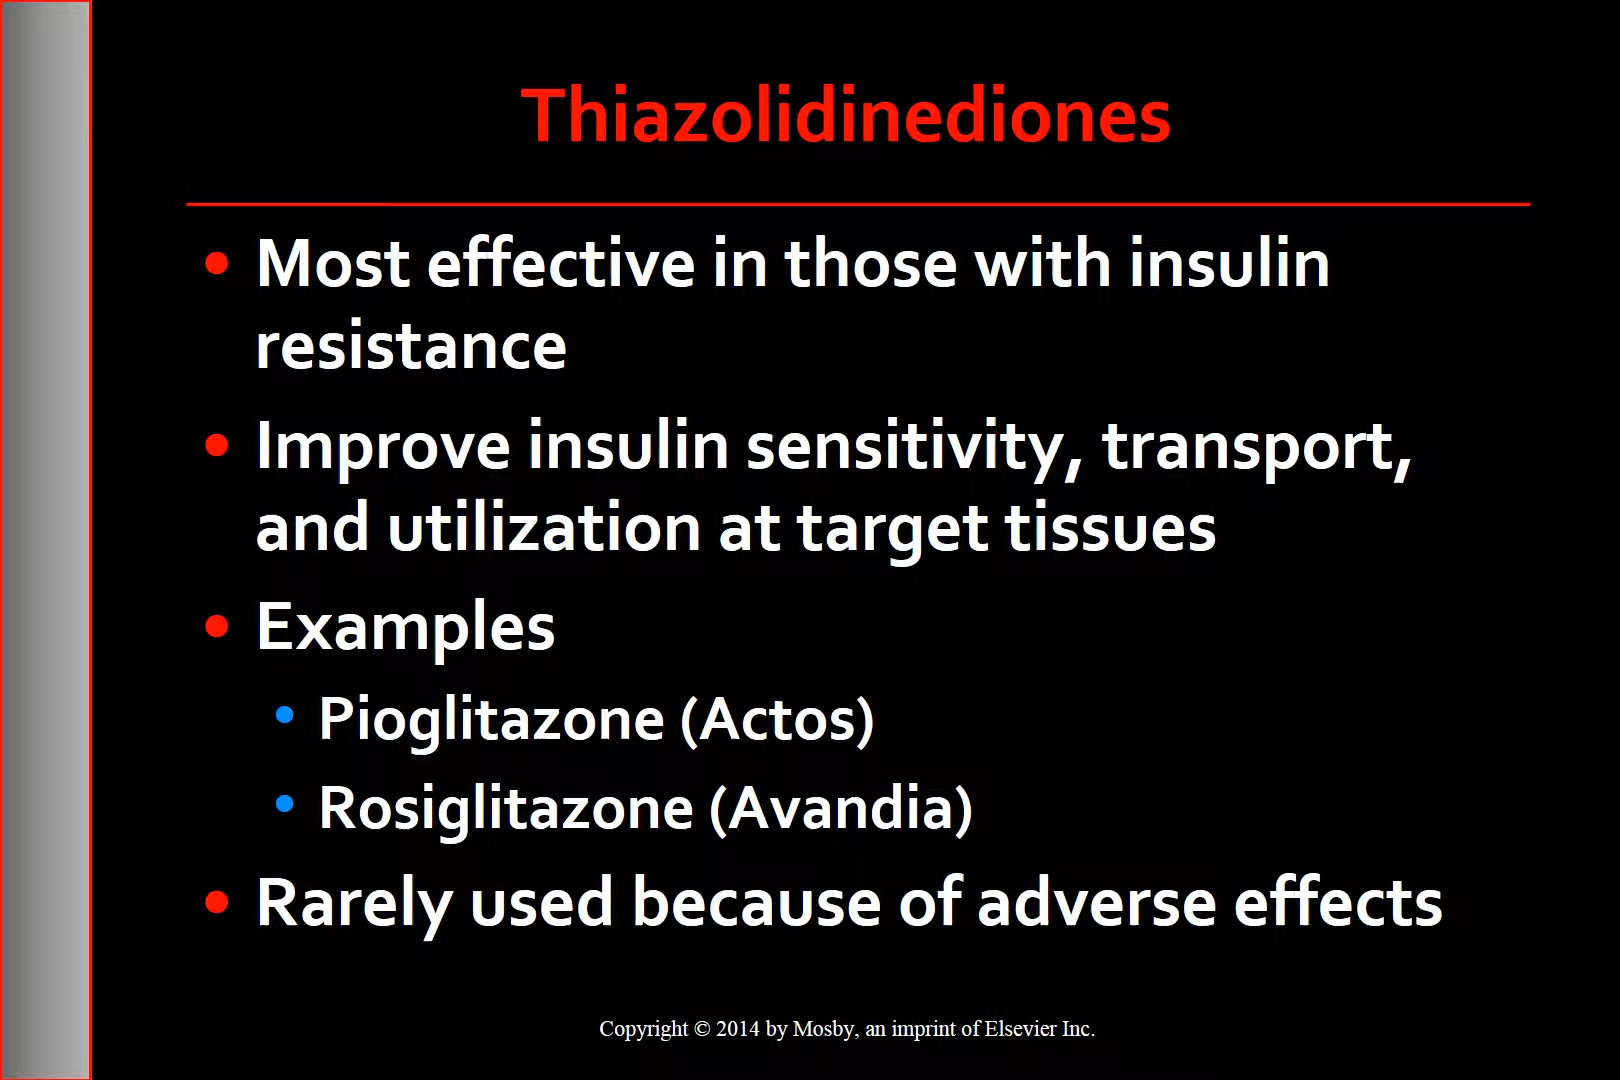 Thiazolidinediones
• Most effective in those with insulin
resistance
• Improve insulin sensitivity, transport,
and utilization at target tissues
• Examples
• Pioglitazone (Actos)
• Rosiglitazone (Avandia)
• Rarely used because of adverse effects
Copyright © 2014 by Mosby, an imprint of Elsevier Inc.